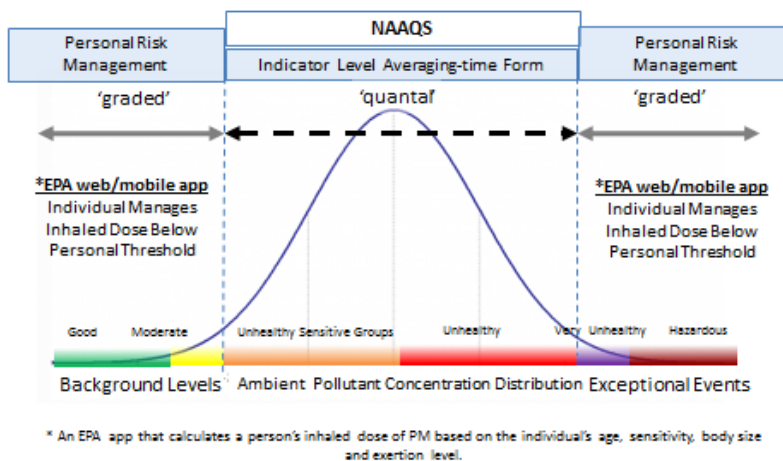 NAAQS
Personal Risk
Management
Indicator Level Averaging-time Form
Personal Risk
Management
'graded'
'quantal'
'graded'
*EPA web/mobile app
Individual Manages
Inhaled Dose Below
Personal Threshold
*EPA web/mobile app
Individual Manages
Inhaled Dose Below
Personal Threshold
Good
Moderate
Unhealthy Sensitive Groups
Unhealthy
Very Unhealthy
Hazardous
Background Levels
Ambient Pollutant Concentration Distribution
Exceptional Events
* An EPA app that calculates a person's inhaled dose of PM based on the individual's age, sensitivity, body size
and exertion level.